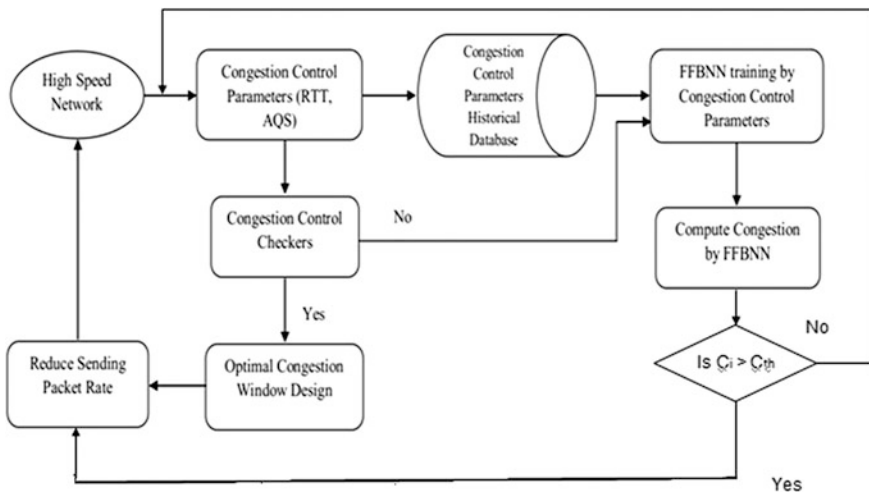 High Speed
Network
Congestion Control
Parameters (RTT,
AQS)
Congestion
Control
Parameters
Historical
Database
FFBNN training by
Congestion Control
Parameters
Congestion Control
Checkers
No
Compute Congestion
by FFBNN
Yes
No
Reduce Sending
Packet Rate
Optimal Congestion
Window Design
Is Ci > Cth
Yes